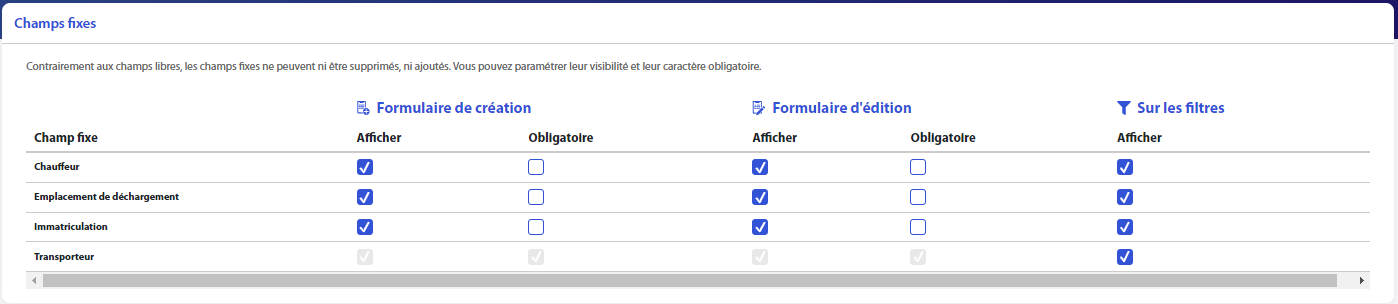 Champs fixes
Contrairement aux champs libres, les champs fixes ne peuvent ni être supprimés, ni ajoutés. Vous pouvez paramétrer leur visibilité et leur caractère obligatoire.
Formulaire de création Formulaire d'édition Sur les filtres
Champ fixe Afficher Obligatoire Afficher Obligatoire Afficher
Chauffeur
Emplacement de déchargement
Immatriculation
Transporteur